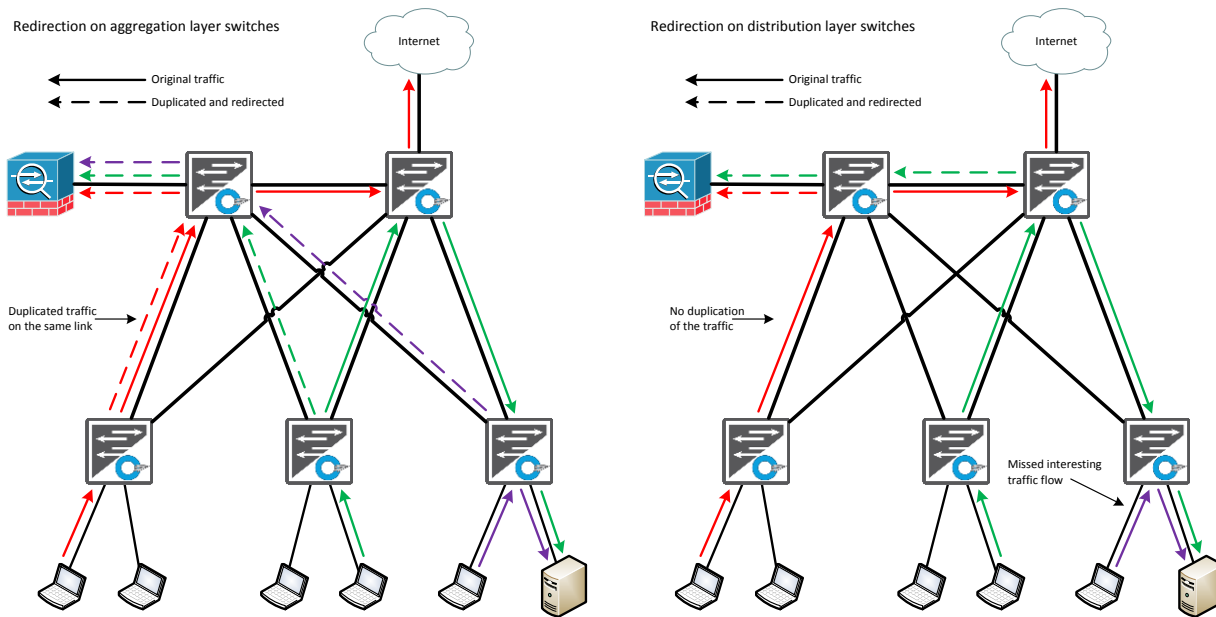 Redirection on aggregation layer switches
Internet
Original traffic
Duplicated and redirected
Duplicated traffic
on the same link
Redirection on distribution layer switches
Internet
Original traffic
Duplicated and redirected
No duplication
of the traffic
Missed interesting
traffic flow